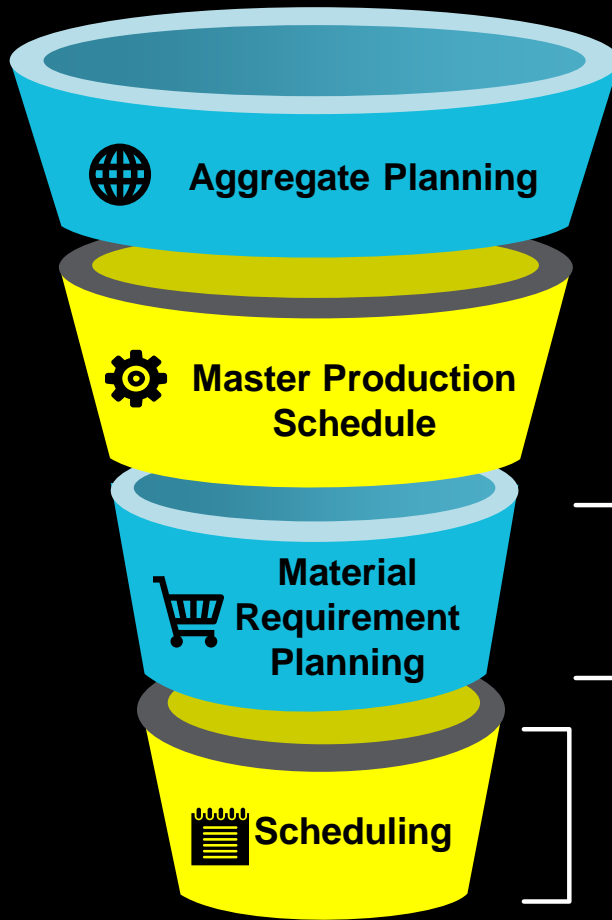 Aggregate Planning
Master Production
Schedule
Material
Requirement
Planning
Scheduling